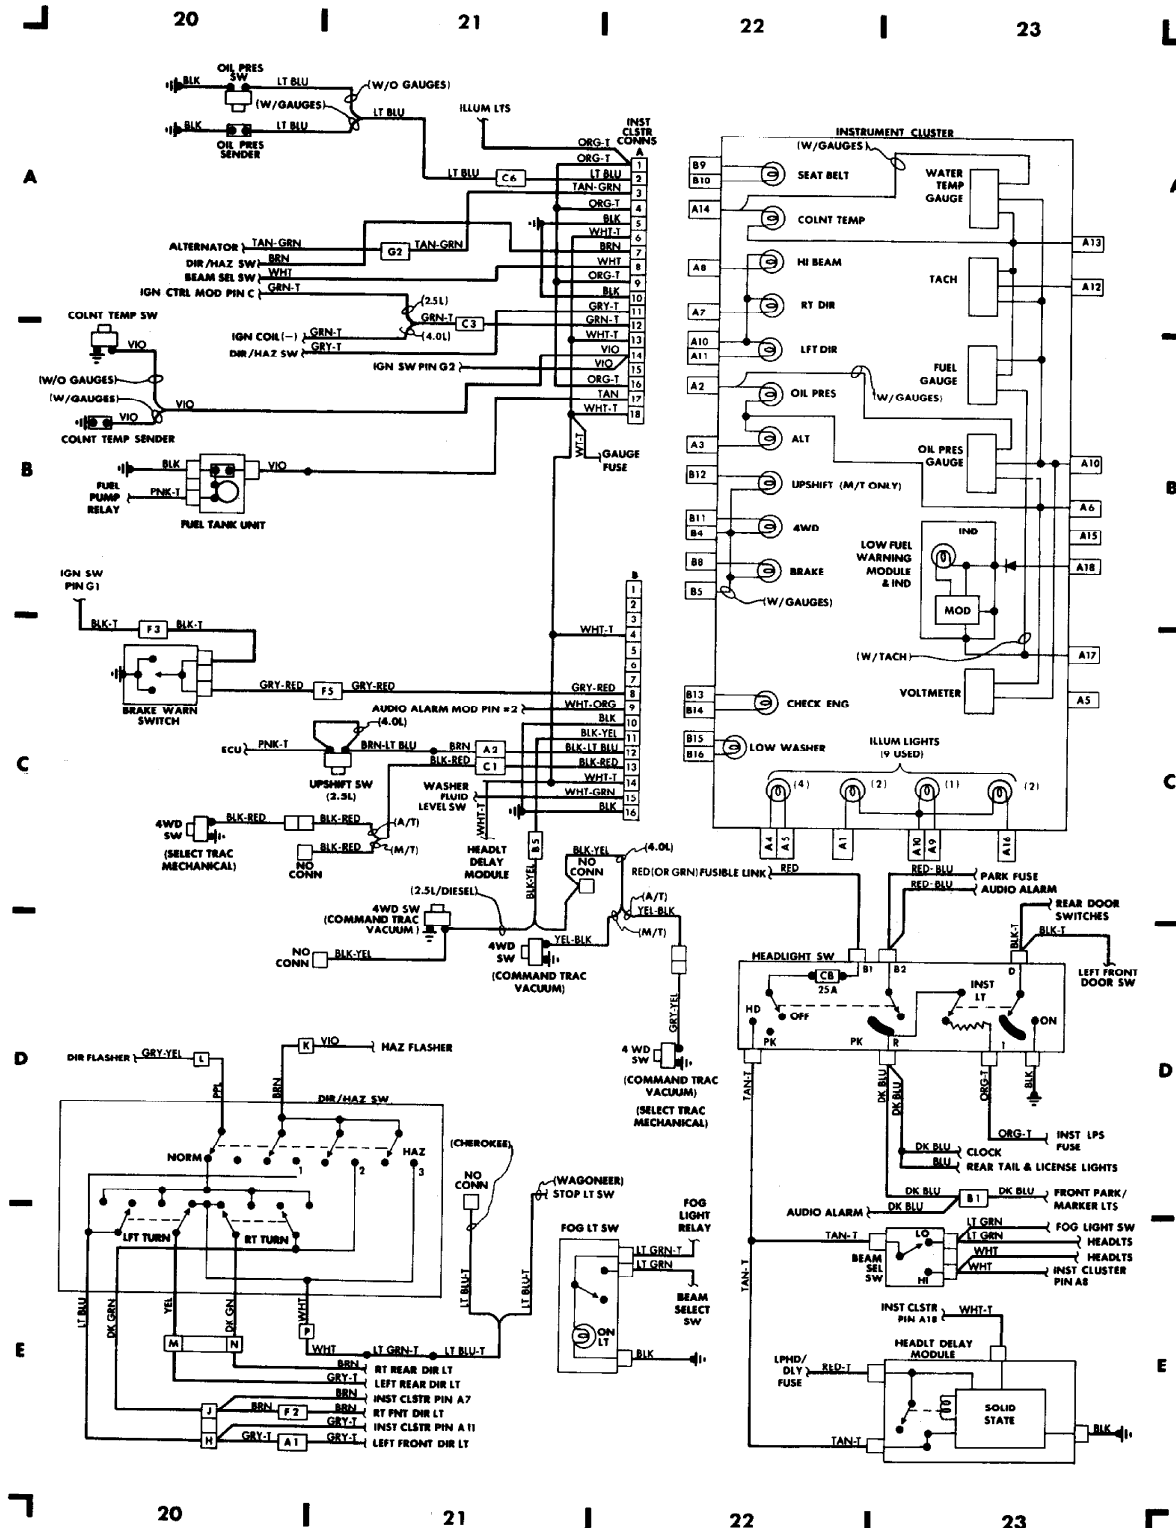 20
21
22
23
A
B
C
D
E
OIL PRES
SW
BLK
LT BLU
(W/O GAUGES)
(W/GAUGES)
LT BLU
BLK
LT BLU
OIL PRES
SENDER
ILLUM LTS
LT BLU
C6
INST
CLSTR
CONNS
A
ORG-T
ORG-T
1
LT BLU
2
TAN-GRN
3
ORG-T
4
BLK
5
WHT-T
6
BRN
7
WHT
8
ORG-T
9
BLK
10
GRY-T
11
GRN-T
12
WHT-T
13
VIO
14
VIO
15
ORG-T
16
TAN
17
WHT-T
18
ALTERNATOR
TAN-GRN
G2
TAN-GRN
DIR/HAZ SW
BRN
BEAM SEL SW
WHT
IGN CTRL MOD PIN C
GRN-T
(2.5L)
GRN-T
C3
(4.0L)
IGN COIL(-)
GRN-T
DIR/HAZ SW
GRY-T
IGN SW PIN G2
COLNT TEMP SW
VIO
(W/O GAUGES)
(W/GAUGES)
VIO
VIO
COLNT TEMP SENDER
BLK
VIO
FUEL
PUMP
RELAY
PNK-T
FUEL TANK UNIT
WT-T
GAUGE
FUSE
IGN SW
PIN G1
BLK-T
F3
BLK-T
BRAKE WARN
SWITCH
GRY-RED
F5
GRY-RED
B
1
2
3
WHT-T
4
5
6
7
GRY-RED
8
AUDIO ALARM MOD PIN #2
WHT-ORG
9
BLK
10
BLK-YEL
11
BLK-LT BLU
12
BLK-RED
13
WHT-T
14
WHT-GRN
15
BLK
16
(4.0L)
ECU
PNK-T
BRN-LT BLU
BRN
A2
BLK-RED
C1
UPSHIFT SW
(2.5L)
WASHER
FLUID
LEVEL SW
WHT-T
HEADLT
DELAY
MODULE
4WD
SW
BLK-RED
BLK-RED
(A/T)
(M/T)
(SELECT TRAC
MECHANICAL)
BLK-RED
NO
CONN
B5
BLK-YEL
BLK-YEL
NO
CONN
(4.0L)
(2.5L/DIESEL)
4WD SW
(COMMAND TRAC
VACUUM)
NO
CONN
BLK-YEL
4WD
SW
YEL-BLK
(COMMAND TRAC
VACUUM)
(A/T)
YEL-BLK
(M/T)
GRY-YEL
4 WD
SW
(COMMAND TRAC
VACUUM)
(SELECT TRAC
MECHANICAL)
INSTRUMENT CLUSTER
(W/GAUGES)
B9
B10
SEAT BELT
A14
COLNT TEMP
A8
HI BEAM
A7
RT DIR
A10
A11
LFT DIR
A2
OIL PRES
(W/GAUGES)
A3
ALT
B12
UPSHIFT (M/T ONLY)
B11
B4
4WD
B8
BRAKE
B5
(W/GAUGES)
B13
B14
CHECK ENG
B15
B16
LOW WASHER
WATER
TEMP
GAUGE
A13
TACH
A12
FUEL
GAUGE
OIL PRES
GAUGE
A10
A6
A15
IND
LOW FUEL
WARNING
MODULE
& IND
A18
MOD
(W/TACH)
A17
VOLTMETER
A5
ILLUM LIGHTS
(9 USED)
(4)
(2)
(1)
(2)
A4
A5
A1
A10
A9
A16
RED(OR GRN)FUSIBLE LINK
RED
RED-BLU
PARK FUSE
RED-BLU
AUDIO ALARM
REAR DOOR
SWITCHES
BLK-T
BLK-T
LEFT FRONT
DOOR SW
HEADLIGHT SW
B1
B2
D
CB
25A
INST
LT
HD
OFF
PK
PK
R
I
ON
TAN-T
DK BLU
DK BLU
ORG-T
BLK
ORG-T
INST LPS
FUSE
DK BLU
CLOCK
BLU
REAR TAIL & LICENSE LIGHTS
DK BLU
B1
DK BLU
FRONT PARK/
MARKER LTS
AUDIO ALARM
DK BLU
TAN-T
TAN-T
LO
HI
BEAM
SEL
SW
LT GRN
FOG LIGHT SW
LT GRN
HEADLTS
WHT
HEADLTS
WHT
INST CLUSTER
PIN A8
INST CLSTR
PIN A18
WHT-T
HEADLT DELAY
MODULE
LPHD/
DLY
FUSE
RED-T
SOLID
STATE
TAN-T
BLK
DIR FLASHER
GRY-YEL
L
K
VIO
HAZ FLASHER
PPL
BRN
DIR/HAZ SW
NORM
1
2
HAZ
3
LFT TURN
RT TURN
LT BLU
DK GRN
YEL
DK GN
WHT
M
N
P
WHT
LT GRN-T
LT BLU-T
BRN
RT REAR DIR LT
GRY-T
LEFT REAR DIR LT
BRN
INST CLSTR PIN A7
J
BRN
F2
BRN
RT FNT DIR LT
GRY-T
INST CLSTR PIN A11
H
GRY-T
A1
GRY-T
LEFT FRONT DIR LT
(CHEROKEE)
NO
CONN
LT BLU-T
LT BLU-T
(WAGONEER)
STOP LT SW
FOG LT SW
FOG
LIGHT
RELAY
LT GRN-T
LT GRN
BEAM
SELECT
SW
ON
LT
BLK
A
B
C
D
E
20
21
22
23